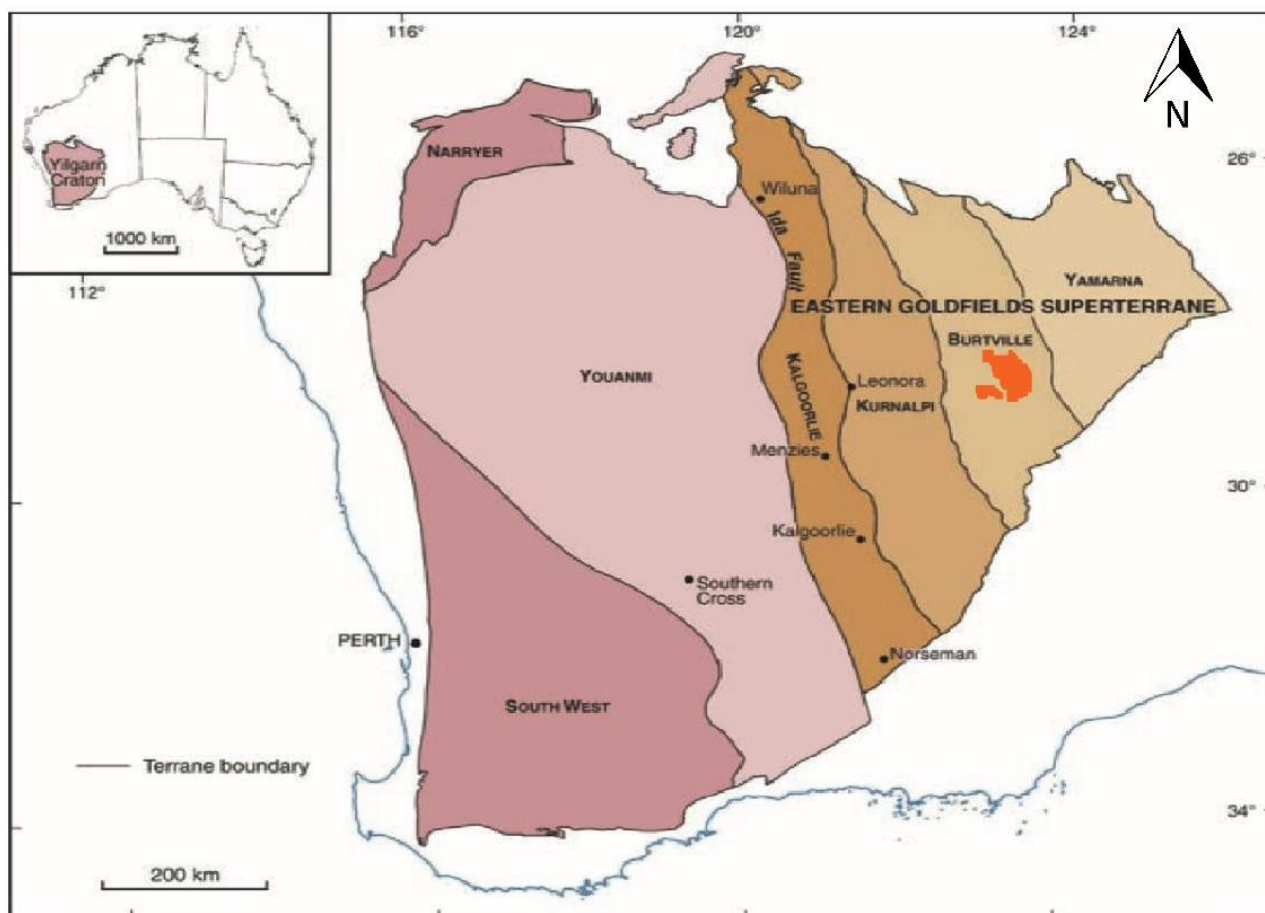 116°
120°
124°
N
26°
30°
34°
112°
Yilgarn
Craton
1000 km
NARRYER
Wiluna
Ida Fault
YAMARNA
EASTERN GOLDFIELDS SUPERTERRANE
BURTVILLE
YOUANMI
KALGOORLIE
Leonora
KURNALPI
Menzies
Kalgoorlie
Southern
Cross
PERTH
Norseman
SOUTH WEST
Terrane boundary
200 km